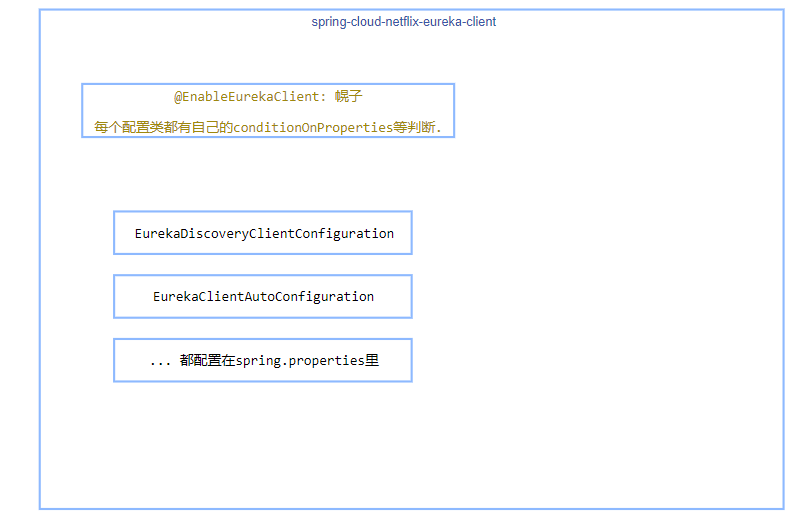 spring-cloud-netflix-eureka-client
@EnableEurekaClient: 幌子
每个配置类都有自己的conditionOnProperties等判断.
EurekaDiscoveryClientConfiguration
EurekaClientAutoConfiguration
... 都配置在spring.properties里